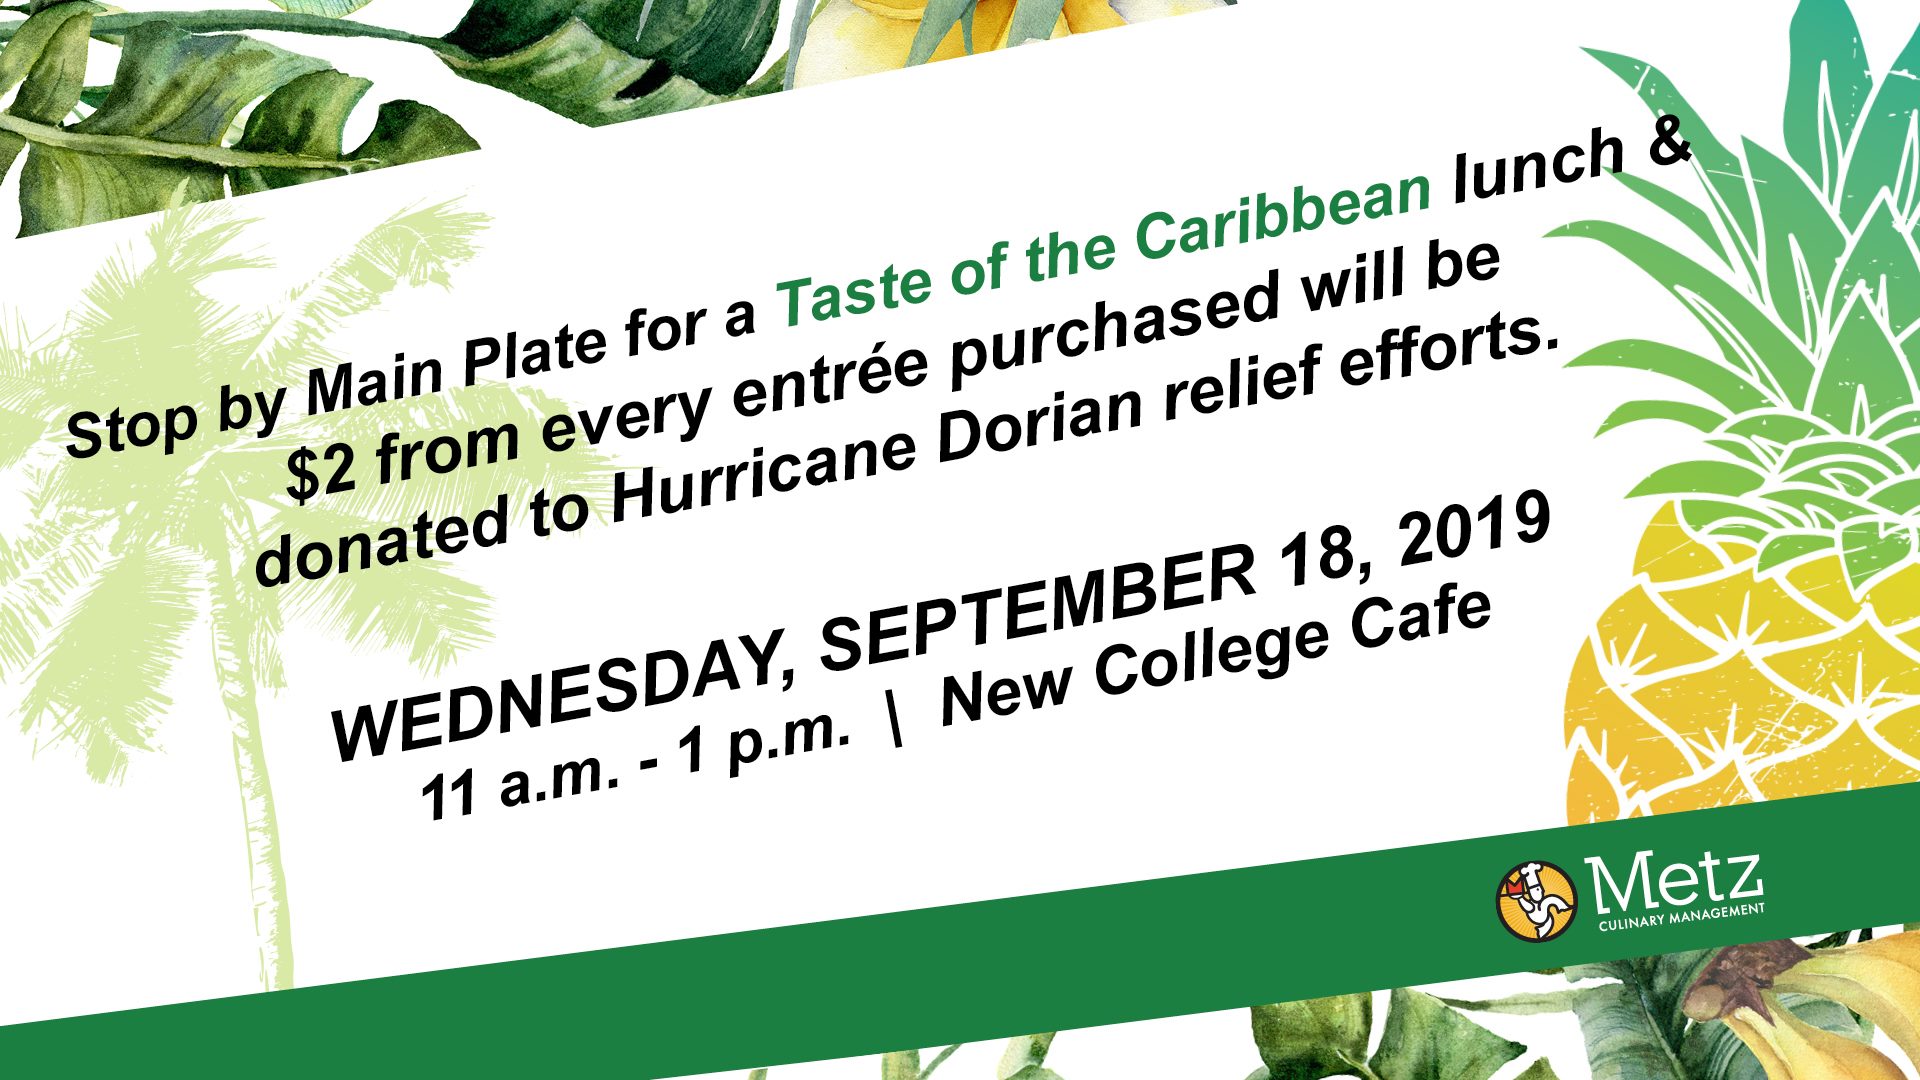 Stop by Main Plate for a Taste of the Caribbean lunch &
$2 from every entrée purchased will be
donated to Hurricane Dorian relief efforts.
WEDNESDAY, SEPTEMBER 18, 2019
11 a.m. - 1 p.m. | New College Cafe
Metz
CULINARY MANAGEMENT